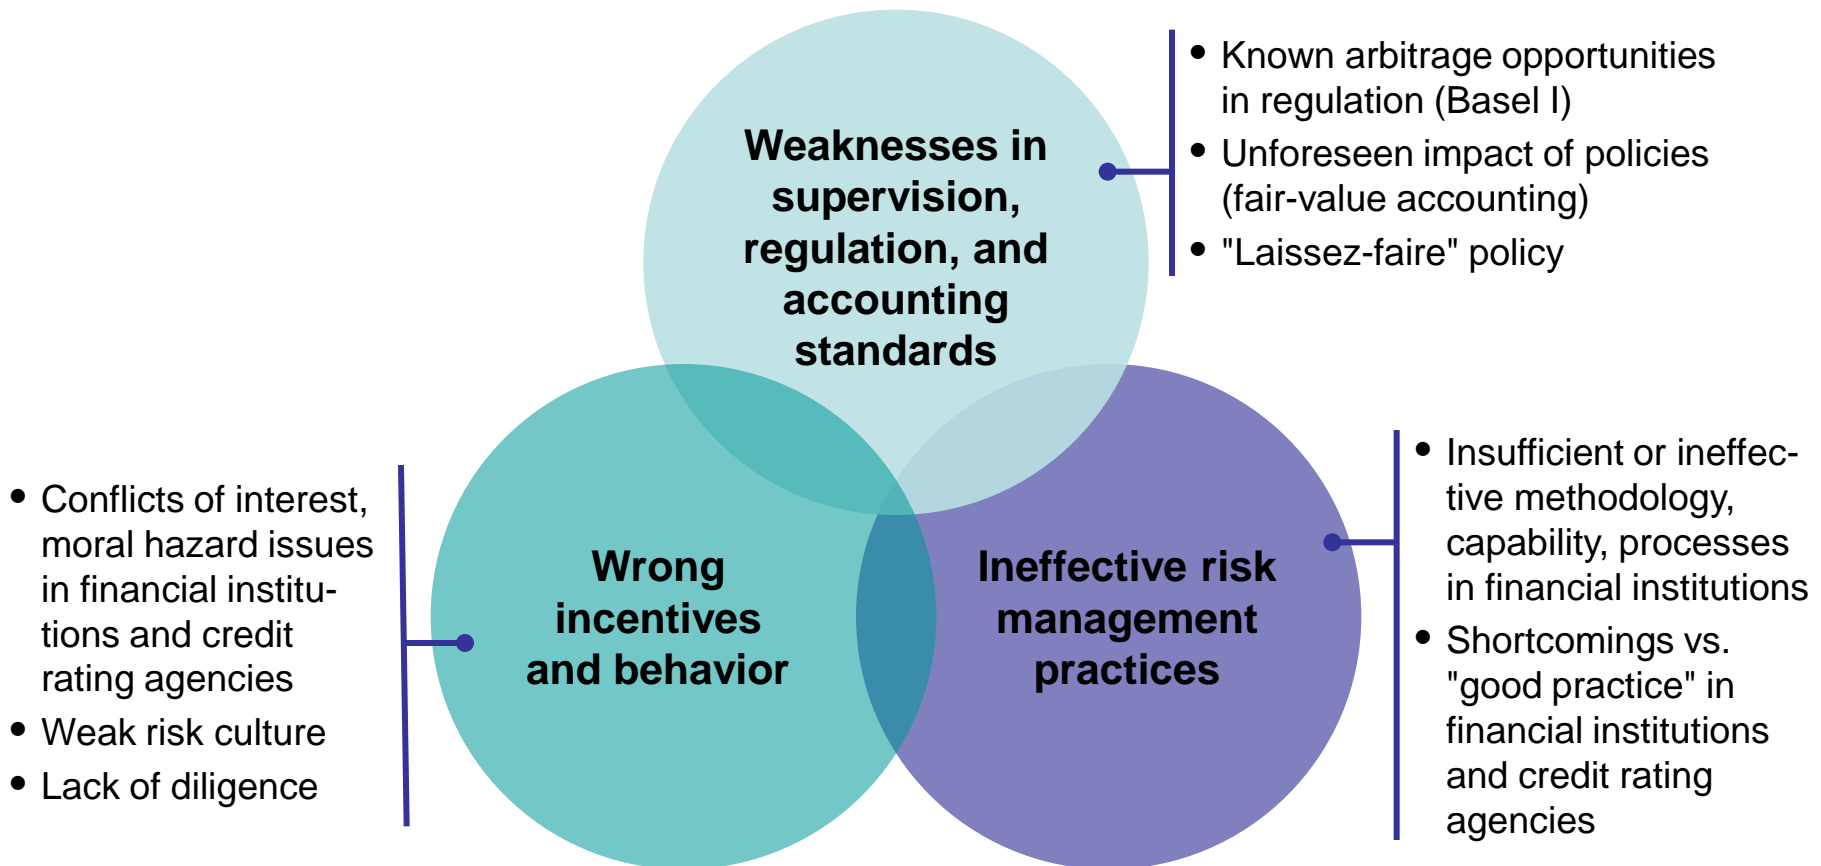 Weaknesses in
supervision,
regulation, and
accounting
standards
• Known arbitrage opportunities
in regulation (Basel I)
• Unforeseen impact of policies
(fair-value accounting)
• "Laissez-faire" policy
• Conflicts of interest,
moral hazard issues
in financial institu-
tions and credit
rating agencies
• Weak risk culture
• Lack of diligence
Wrong
incentives
and behavior
Ineffective risk
management
practices
• Insufficient or ineffec-
tive methodology,
capability, processes
in financial institutions
• Shortcomings vs.
"good practice" in
financial institutions
and credit rating
agencies